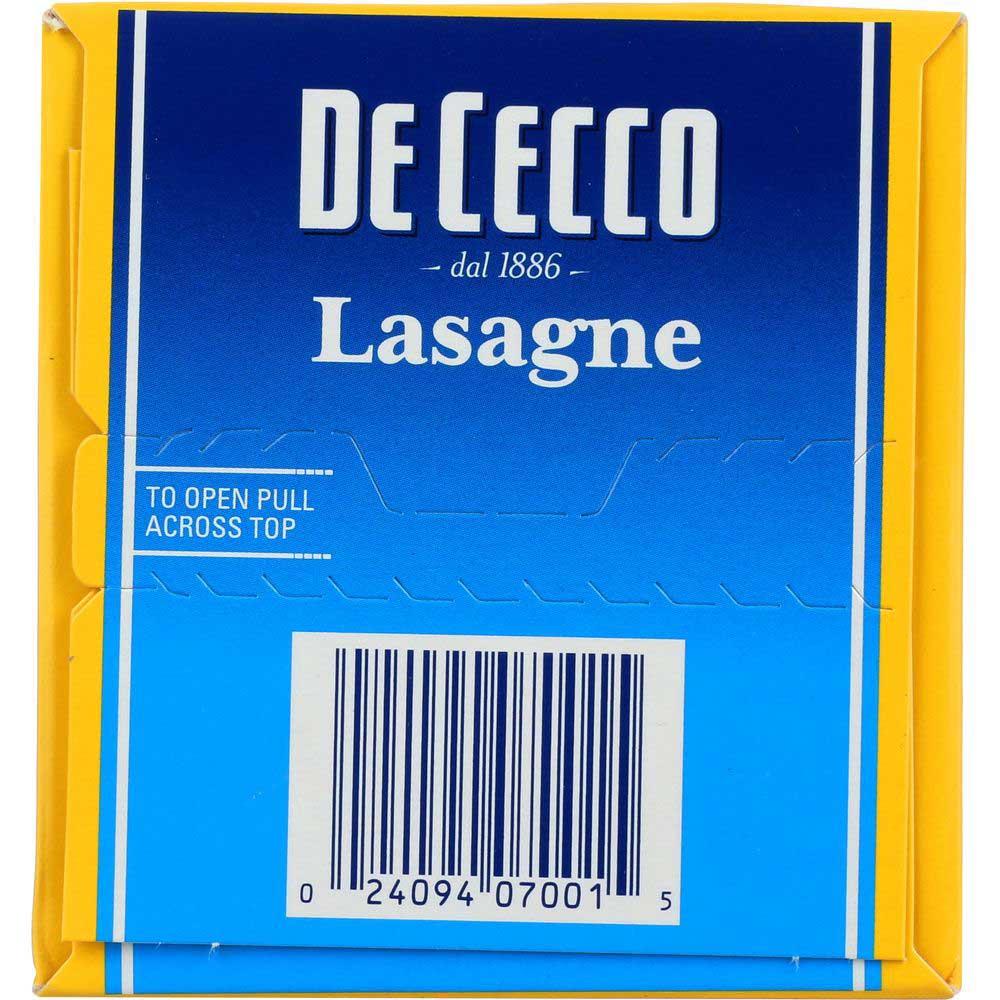 DE CECCO
dal 1886
Lasagne
TO OPEN PULL
ACROSS TOP
0 24094 07001 5